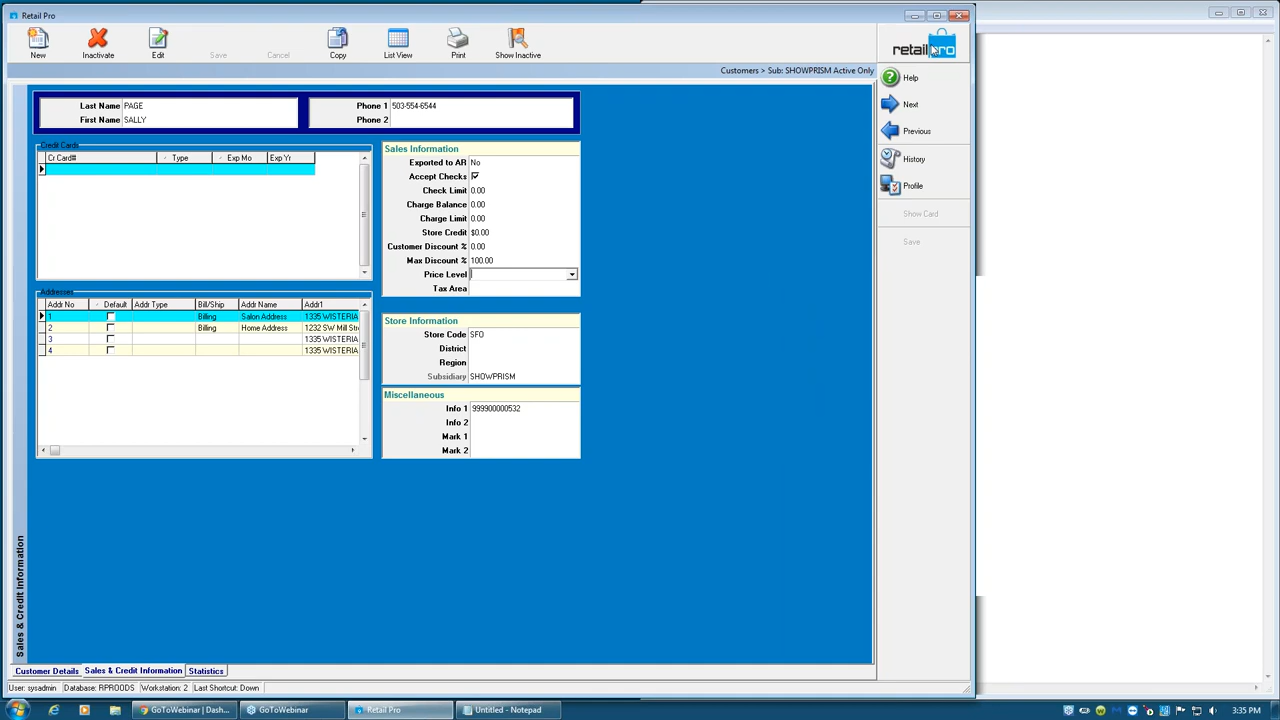 Retail Pro
New
Inactivate
Edit
Save
Cancel
Copy
List View
Print
Show Inactive
retail pro
Customers > Sub: SHOWPRISM Active Only
Help
Next
Previous
History
Profile
Show Card
Save
Last Name PAGE
First Name SALLY
Phone 1 503-554-6544
Phone 2
Credit Cards
Cr Card# Type Exp Mo Exp Yr
Sales Information
Exported to AR No
Accept Checks
Check Limit 0.00
Charge Balance 0.00
Charge Limit 0.00
Store Credit $0.00
Customer Discount % 0.00
Max Discount % 100.00
Price Level
Tax Area
Addresses
Addr No Default Addr Type Bill/Ship Addr Name Addr1
1 Billing Salon Address 1335 WISTERIA
2 Billing Home Address 1232 SW Mill Stre
3 1335 WISTERIA
4 1335 WISTERIA
Store Information
Store Code SFO
District
Region
Subsidiary SHOWPRISM
Miscellaneous
Info 1 999900000532
Info 2
Mark 1
Mark 2
Sales & Credit Information
Customer Details Sales & Credit Information Statistics
User: sysadmin Database: RPROODS Workstation: 2 Last Shortcut: Down
GoToWebinar | Dash...
GoToWebinar
Retail Pro
Untitled - Notepad
3:35 PM